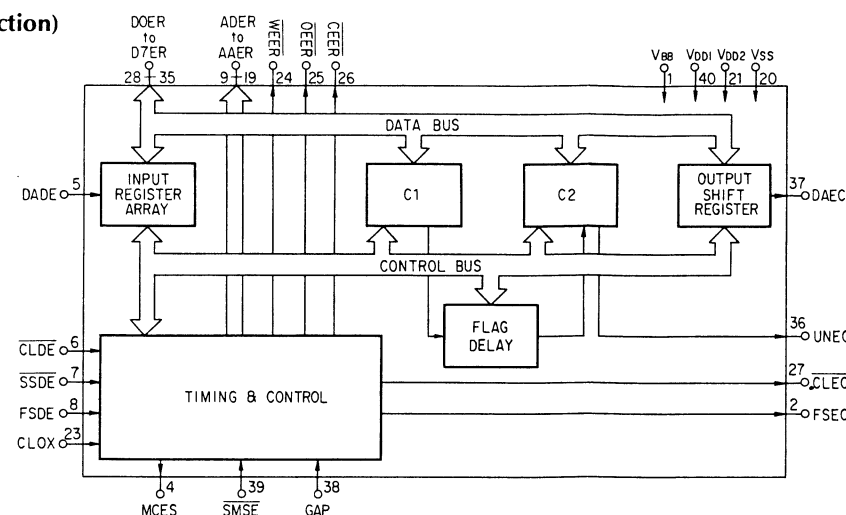 ction)
DOER
to
D7ER
ADER
to
AAER
WEER
OEER
CEER
VBB
VDD1
VDD2
VSS
28
35
9
19
24
25
26
1
40
21
20
DATA BUS
DADE
5
INPUT
REGISTER
ARRAY
C1
C2
OUTPUT
SHIFT
REGISTER
37
DAEC
CONTROL BUS
FLAG
DELAY
36
UNEC
CLDE
6
SSDE
7
FSDE
8
CLOX
23
TIMING & CONTROL
27
CLEC
2
FSEC
4
39
38
MCES
SMSE
GAP